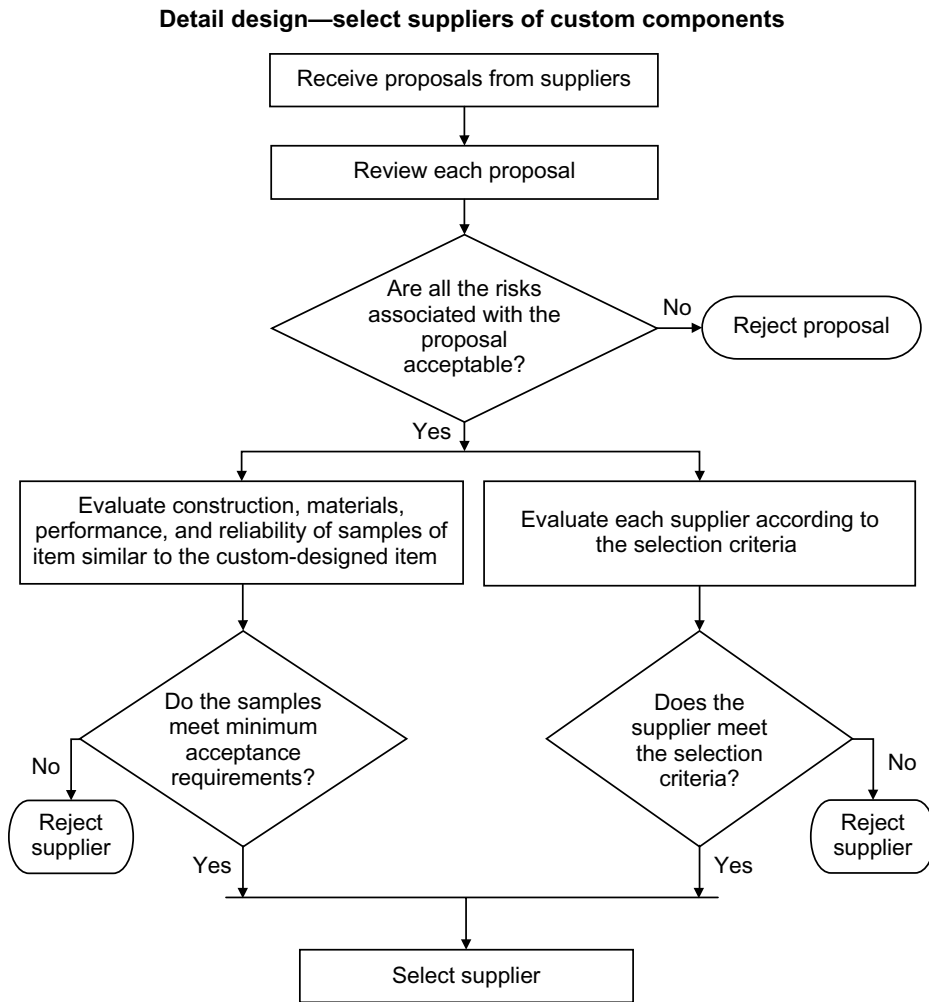 Detail design—select suppliers of custom components
Receive proposals from suppliers
Review each proposal
Are all the risks
associated with the
proposal
acceptable?
No
Reject proposal
Yes
Evaluate construction, materials,
performance, and reliability of samples of
item similar to the custom-designed item
Evaluate each supplier according to
the selection criteria
Do the samples
meet minimum
acceptance
requirements?
No
Reject
supplier
Yes
Does the
supplier meet
the selection
criteria?
No
Reject
supplier
Yes
Select supplier